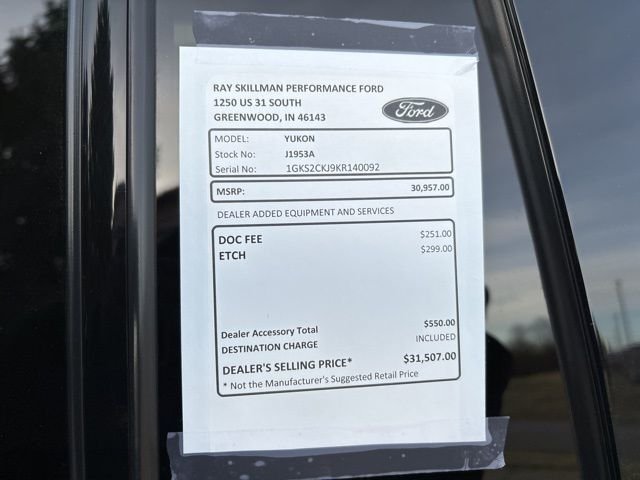 RAY SKILLMAN PERFORMANCE FORD
1250 US 31 SOUTH
GREENWOOD, IN 46143
Ford
MODEL: YUKON
Stock No: J1953A
Serial No: 1GKS2CKJ9KR140092
MSRP: 30,957.00
DEALER ADDED EQUIPMENT AND SERVICES
DOC FEE $251.00
ETCH $299.00
Dealer Accessory Total $550.00
DESTINATION CHARGE INCLUDED
DEALER'S SELLING PRICE* $31,507.00
* Not the Manufacturer's Suggested Retail Price